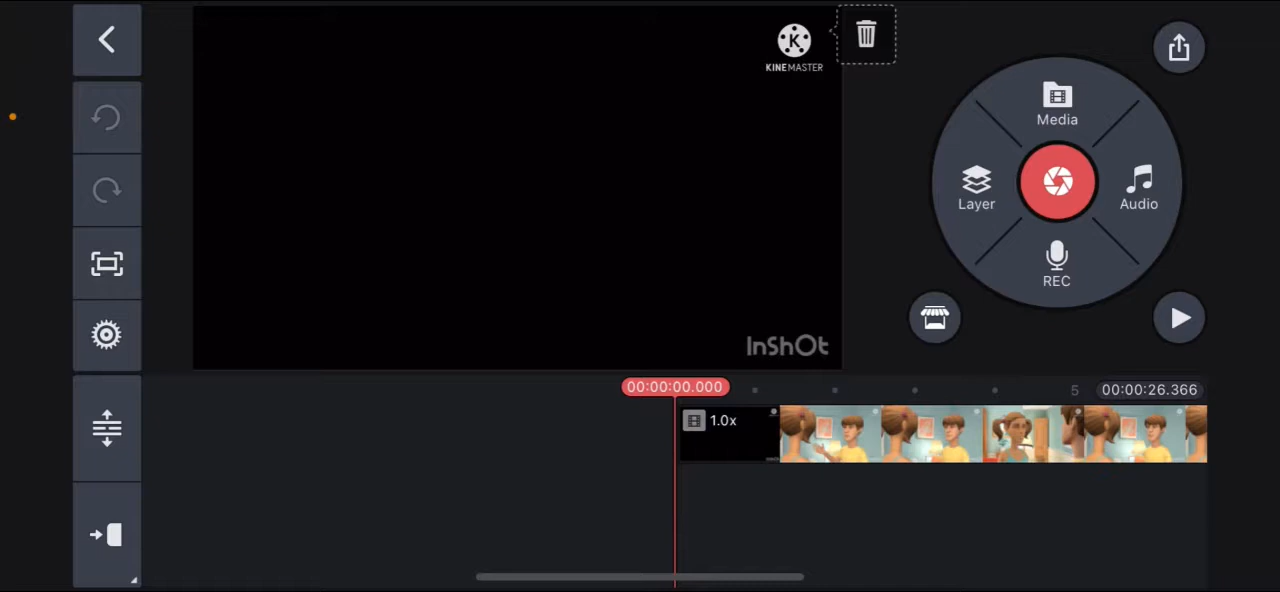 K
KINEMASTER
Media
Layer
Audio
REC
InShOt
00:00:00.000
5
00:00:26.366
1.0x